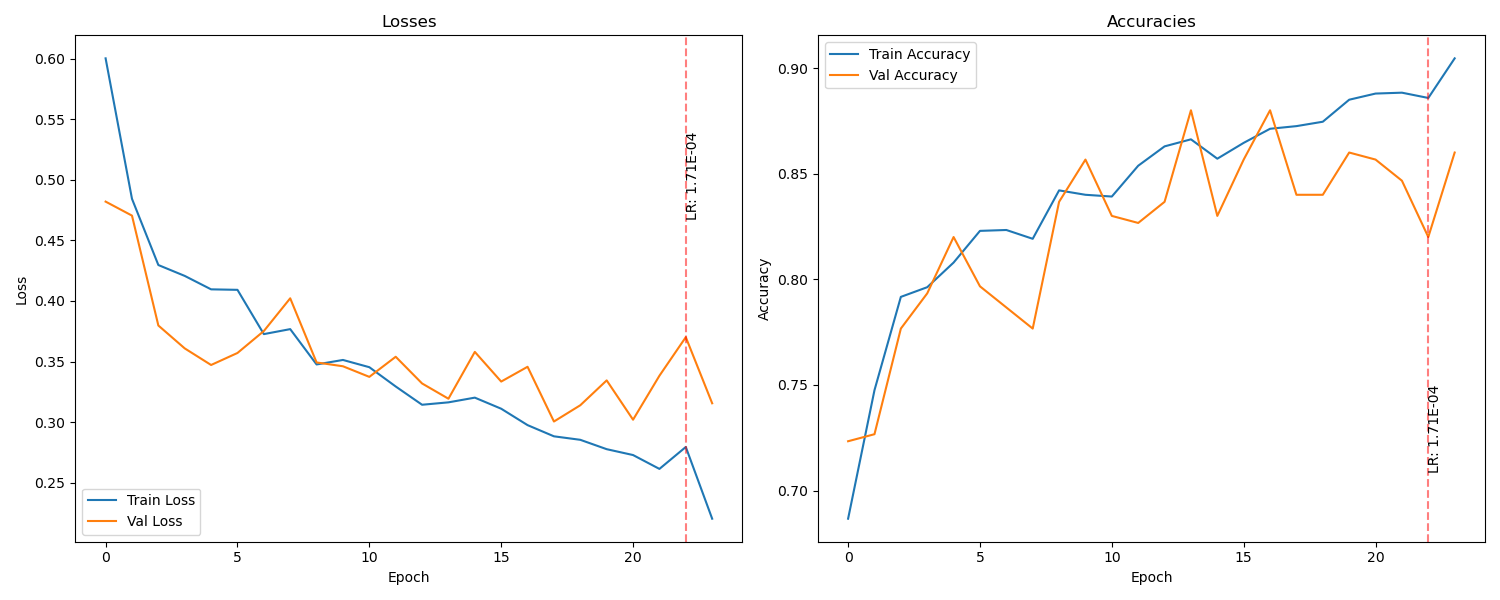 Losses
0.60
0.55
0.50
0.45
0.40
0.35
0.30
0.25
Loss
LR: 1.71E-04
Train Loss
Val Loss
0 5 10 15 20
Epoch
Accuracies
Train Accuracy
Val Accuracy
0.90
0.85
0.80
0.75
0.70
Accuracy
LR: 1.71E-04
0 5 10 15 20
Epoch